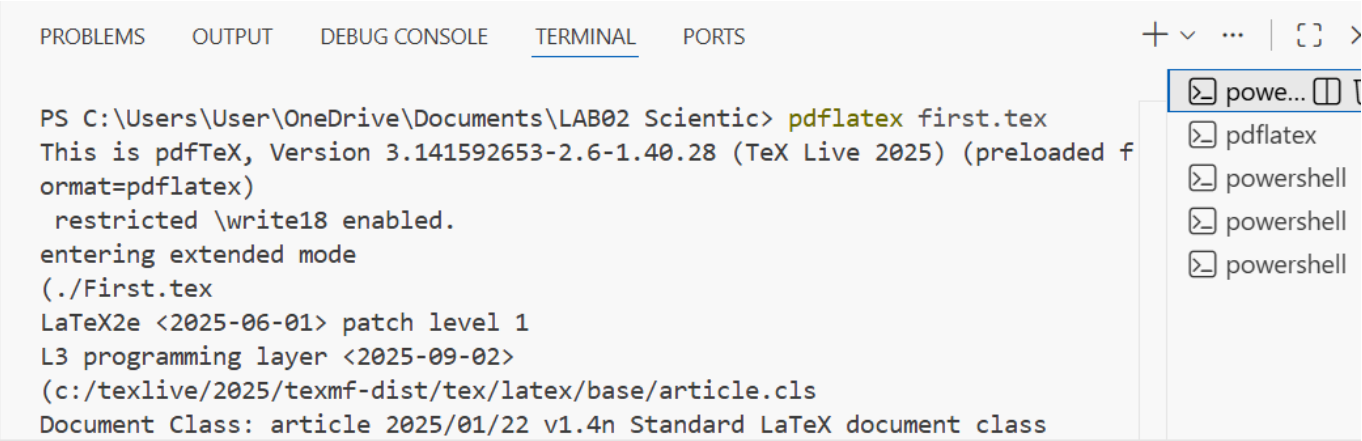 PROBLEMS OUTPUT DEBUG CONSOLE TERMINAL PORTS
PS C:\Users\User\OneDrive\Documents\LAB02 Scientic> pdflatex first.tex
This is pdfTeX, Version 3.141592653-2.6-1.40.28 (TeX Live 2025) (preloaded f
ormat=pdflatex)
 restricted \write18 enabled.
entering extended mode
(./First.tex
LaTeX2e <2025-06-01> patch level 1
L3 programming layer <2025-09-02>
(c:/texlive/2025/texmf-dist/tex/latex/base/article.cls
Document Class: article 2025/01/22 v1.4n Standard LaTeX document class
powe...
pdflatex
powershell
powershell
powershell